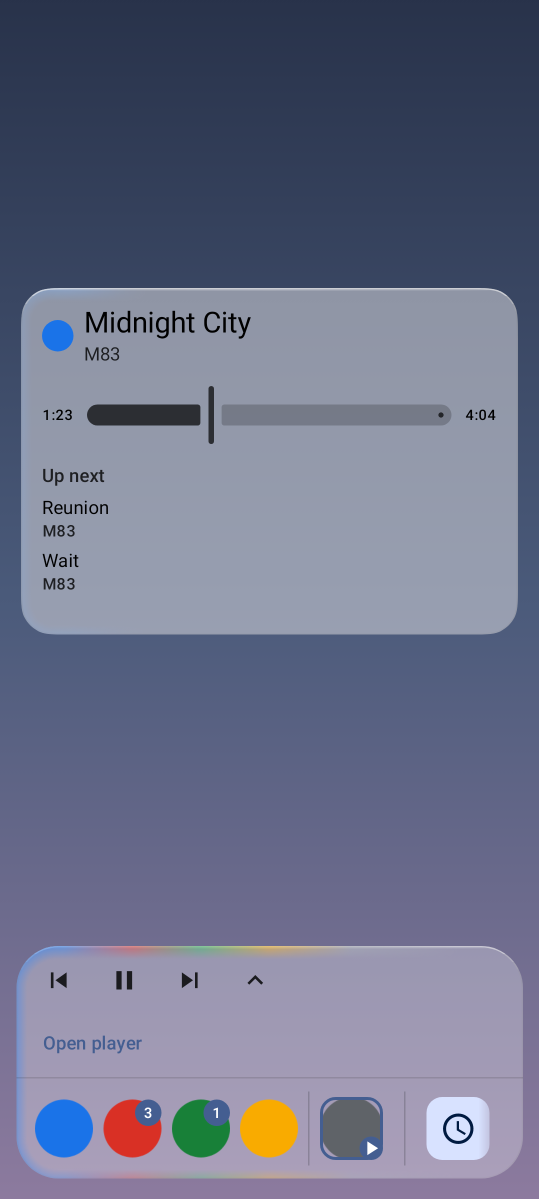 Midnight City
M83
1:23 4:04
Up next
Reunion
M83
Wait
M83
Open player
3 1